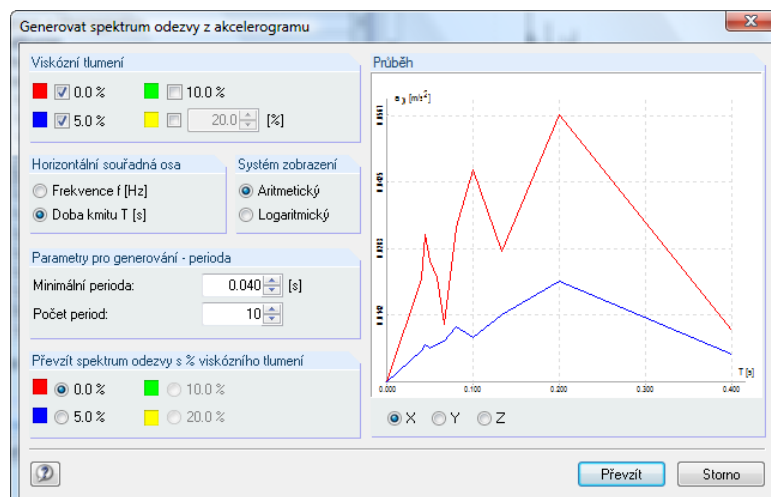 Generovat spektrum odezvy z akcelerogramu
Viskózní tlumení
0.0 %
10.0 %
5.0 %
20.0
[%]
Horizontální souřadná osa
Frekvence f [Hz]
Doba kmitu T [s]
Systém zobrazení
Aritmetický
Logaritmický
Parametry pro generování - perioda
Minimální perioda:
0.040
[s]
Počet period:
10
Převzít spektrum odezvy s % viskózního tlumení
0.0 %
10.0 %
5.0 %
20.0 %
Průběh
T [s]
0.000
0.100
0.200
0.300
0.400
X
Y
Z
Převzít
Storno